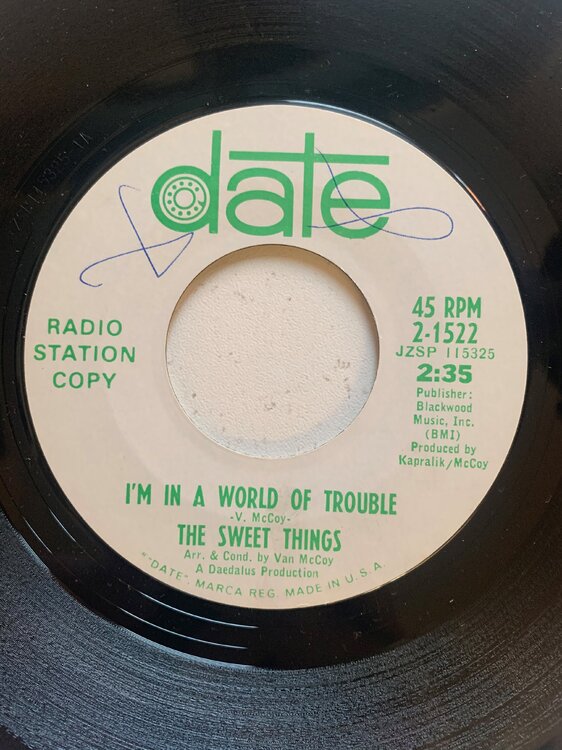 date
RADIO
STATION
COPY
45 RPM
2-1522
JZSP 115325
2:35
Publisher:
Blackwood
Music, Inc.
(BMI)
Produced by
Kapralik/McCoy
I'M IN A WORLD OF TROUBLE
-V. McCoy-
THE SWEET THINGS
Arr. & Cond. by Van McCoy
A Daedalus Production
"DATE", MARCA REG. MADE IN U.S.A.